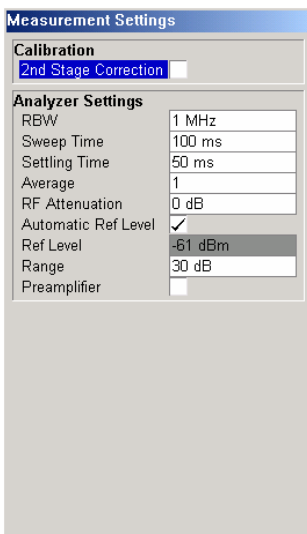 Measurement Settings
Calibration
2nd Stage Correction
Analyzer Settings
RBW 1 MHz
Sweep Time 100 ms
Settling Time 50 ms
Average 1
RF Attenuation 0 dB
Automatic Ref Level
Ref Level -61 dBm
Range 30 dB
Preamplifier